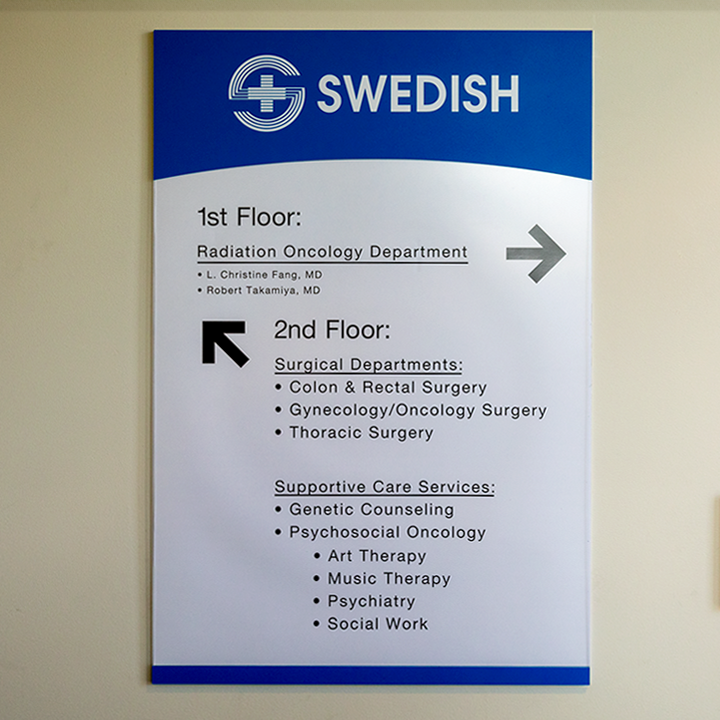 SWEDISH
1st Floor:
Radiation Oncology Department
• L. Christine Fang, MD
• Robert Takamiya, MD
2nd Floor:
Surgical Departments:
• Colon & Rectal Surgery
• Gynecology/Oncology Surgery
• Thoracic Surgery
Supportive Care Services:
• Genetic Counseling
• Psychosocial Oncology
• Art Therapy
• Music Therapy
• Psychiatry
• Social Work